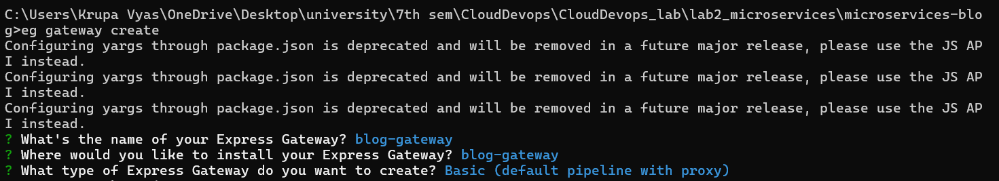 C:\Users\Krupa Vyas\OneDrive\Desktop\university\7th sem\CloudDevops\CloudDevops_lab\lab2_microservices\microservices-blo
g>eg gateway create
Configuring yargs through package.json is deprecated and will be removed in a future major release, please use the JS AP
I instead.
Configuring yargs through package.json is deprecated and will be removed in a future major release, please use the JS AP
I instead.
Configuring yargs through package.json is deprecated and will be removed in a future major release, please use the JS AP
I instead.
? What's the name of your Express Gateway? blog-gateway
? Where would you like to install your Express Gateway? blog-gateway
? What type of Express Gateway do you want to create? Basic (default pipeline with proxy)